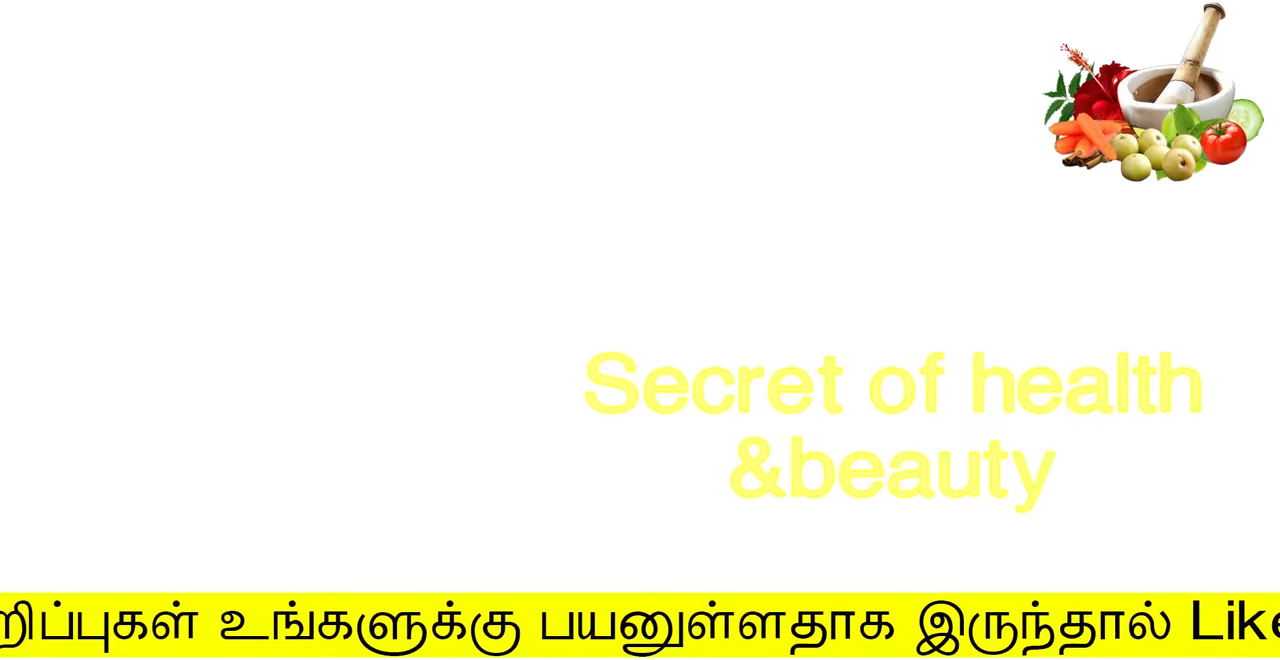 Secret of health
&beauty
றிப்புகள் உங்களுக்கு பயனுள்ளதாக இருந்தால் Like